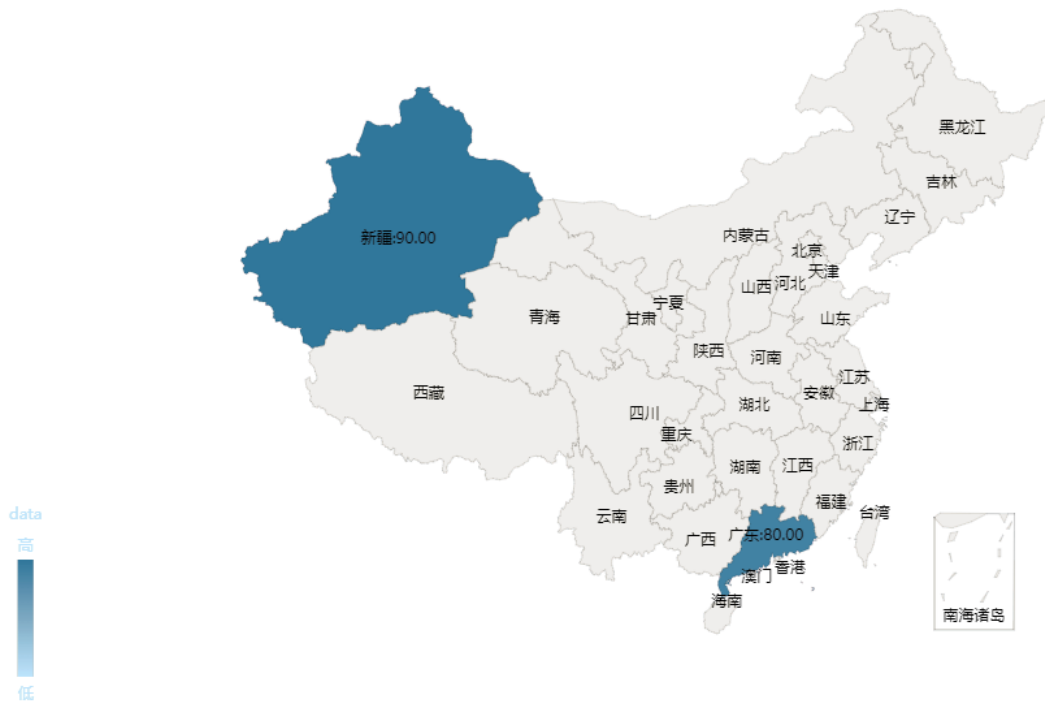 黑龙江
吉林
辽宁
内蒙古
新疆:90.00
北京
天津
山西
河北
宁夏
青海
甘肃
山东
陕西
河南
江苏
西藏
安徽
上海
湖北
四川
重庆
浙江
湖南
江西
贵州
福建
台湾
云南
data
广西
广东:80.00
高
香港
澳门
海南
南海诸岛
低